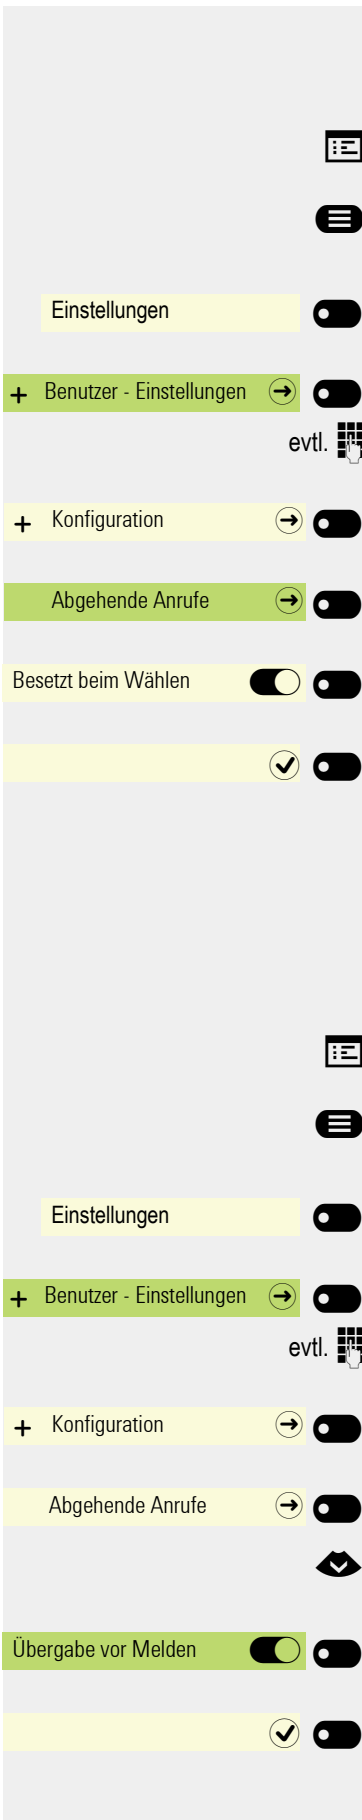 Einstellungen
+ Benutzer - Einstellungen
evtl.
+ Konfiguration
Abgehende Anrufe
Besetzt beim Wählen
Einstellungen
+ Benutzer - Einstellungen
evtl.
+ Konfiguration
Abgehende Anrufe
Übergabe vor Melden